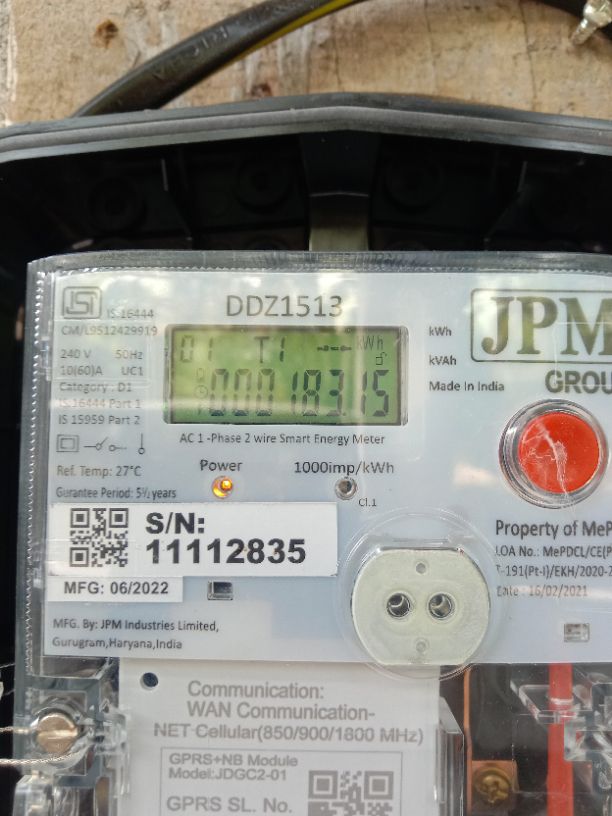 IS 16444
CM/L9512429919
DDZ1513
JPM
GROU
240 V 50Hz
10(60)A UC1
Category : D1
IS 16444 Part 1
IS 15959 Part 2
01 T1 kWh
000183.15
kWh
kVAh
Made in India
AC 1 -Phase 2 wire Smart Energy Meter
Ref. Temp: 27°C
Power
1000imp/kWh
Cl.1
Gurantee Period: 5½ years
S/N:
11112835
MFG: 06/2022
Property of MeP
LOA No.: MePDCL/CE(P
T-191(Pt-I)/EKH/2020-2
Date : 16/02/2021
MFG. By: JPM Industries Limited,
Gurugram,Haryana,India
Communication:
WAN Communication-
NET-Cellular(850/900/1800 MHz)
GPRS+NB Module
Model:JDGC2-01
GPRS SL. No.